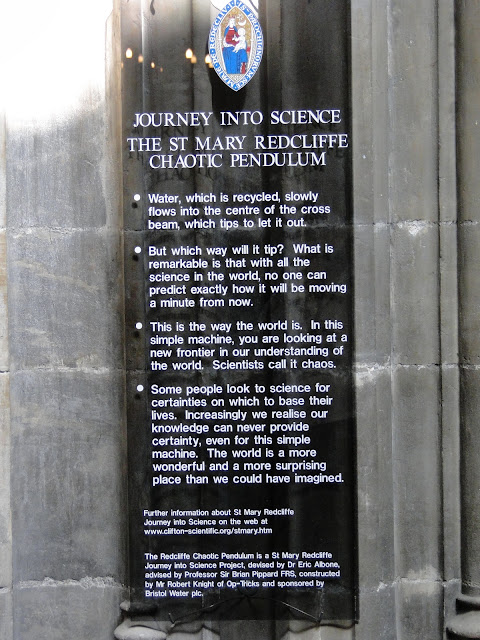 JOURNEY INTO SCIENCE
THE ST MARY REDCLIFFE
CHAOTIC PENDULUM
• Water, which is recycled, slowly
flows into the centre of the cross
beam, which tips to let it out.
• But which way will it tip? What is
remarkable is that with all the
science in the world, no one can
predict exactly how it will be moving
a minute from now.
• This is the way the world is. In this
simple machine, you are looking at a
new frontier in our understanding of
the world. Scientists call it chaos.
• Some people look to science for
certainties on which to base their
lives. Increasingly we realise our
knowledge can never provide
certainty, even for this simple
machine. The world is a more
wonderful and a more surprising
place than we could have imagined.
Further information about St Mary Redcliffe
Journey into Science on the web at
www.clifton-scientific.org/stmary.htm
The Redcliffe Chaotic Pendulum is a St Mary Redcliffe
Journey into Science Project, devised by Dr Eric Albone,
advised by Professor Sir Brian Pippard FRS, constructed
by Mr Robert Knight of Op-Tricks and sponsored by
Bristol Water plc.